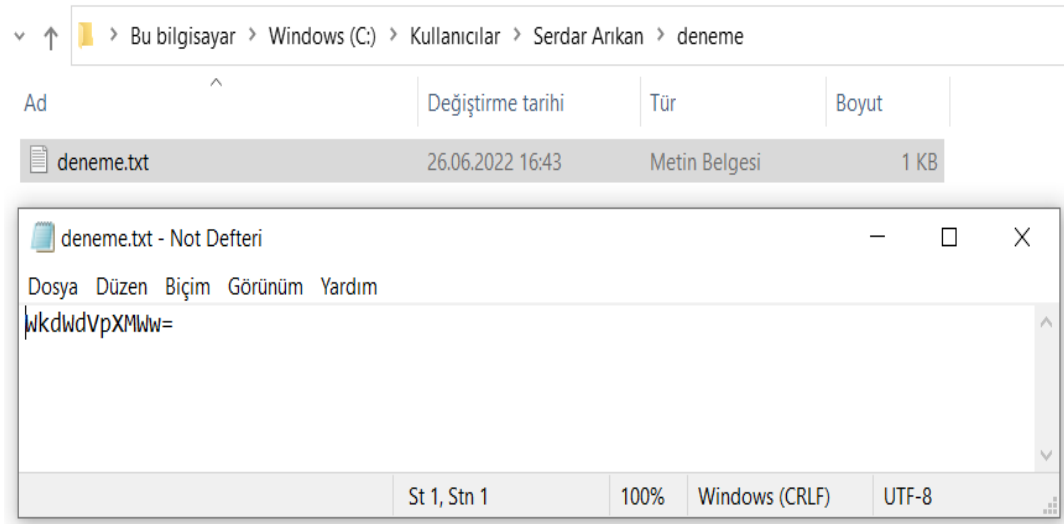 Bu bilgisayar > Windows (C:) > Kullanıcılar > Serdar Arıkan > deneme
Ad Değiştirme tarihi Tür Boyut
deneme.txt 26.06.2022 16:43 Metin Belgesi 1 KB
deneme.txt - Not Defteri
Dosya Düzen Biçim Görünüm Yardım
WkdWdVpXMWw=
St 1, Stn 1 100% Windows (CRLF) UTF-8